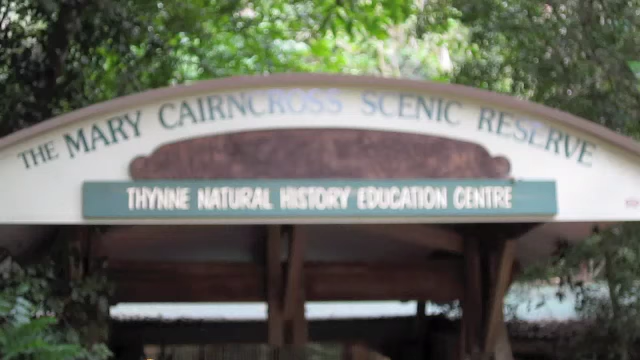 THE MARY CAIRNCROSS SCENIC RESERVE
THYNNE NATURAL HISTORY EDUCATION CENTRE